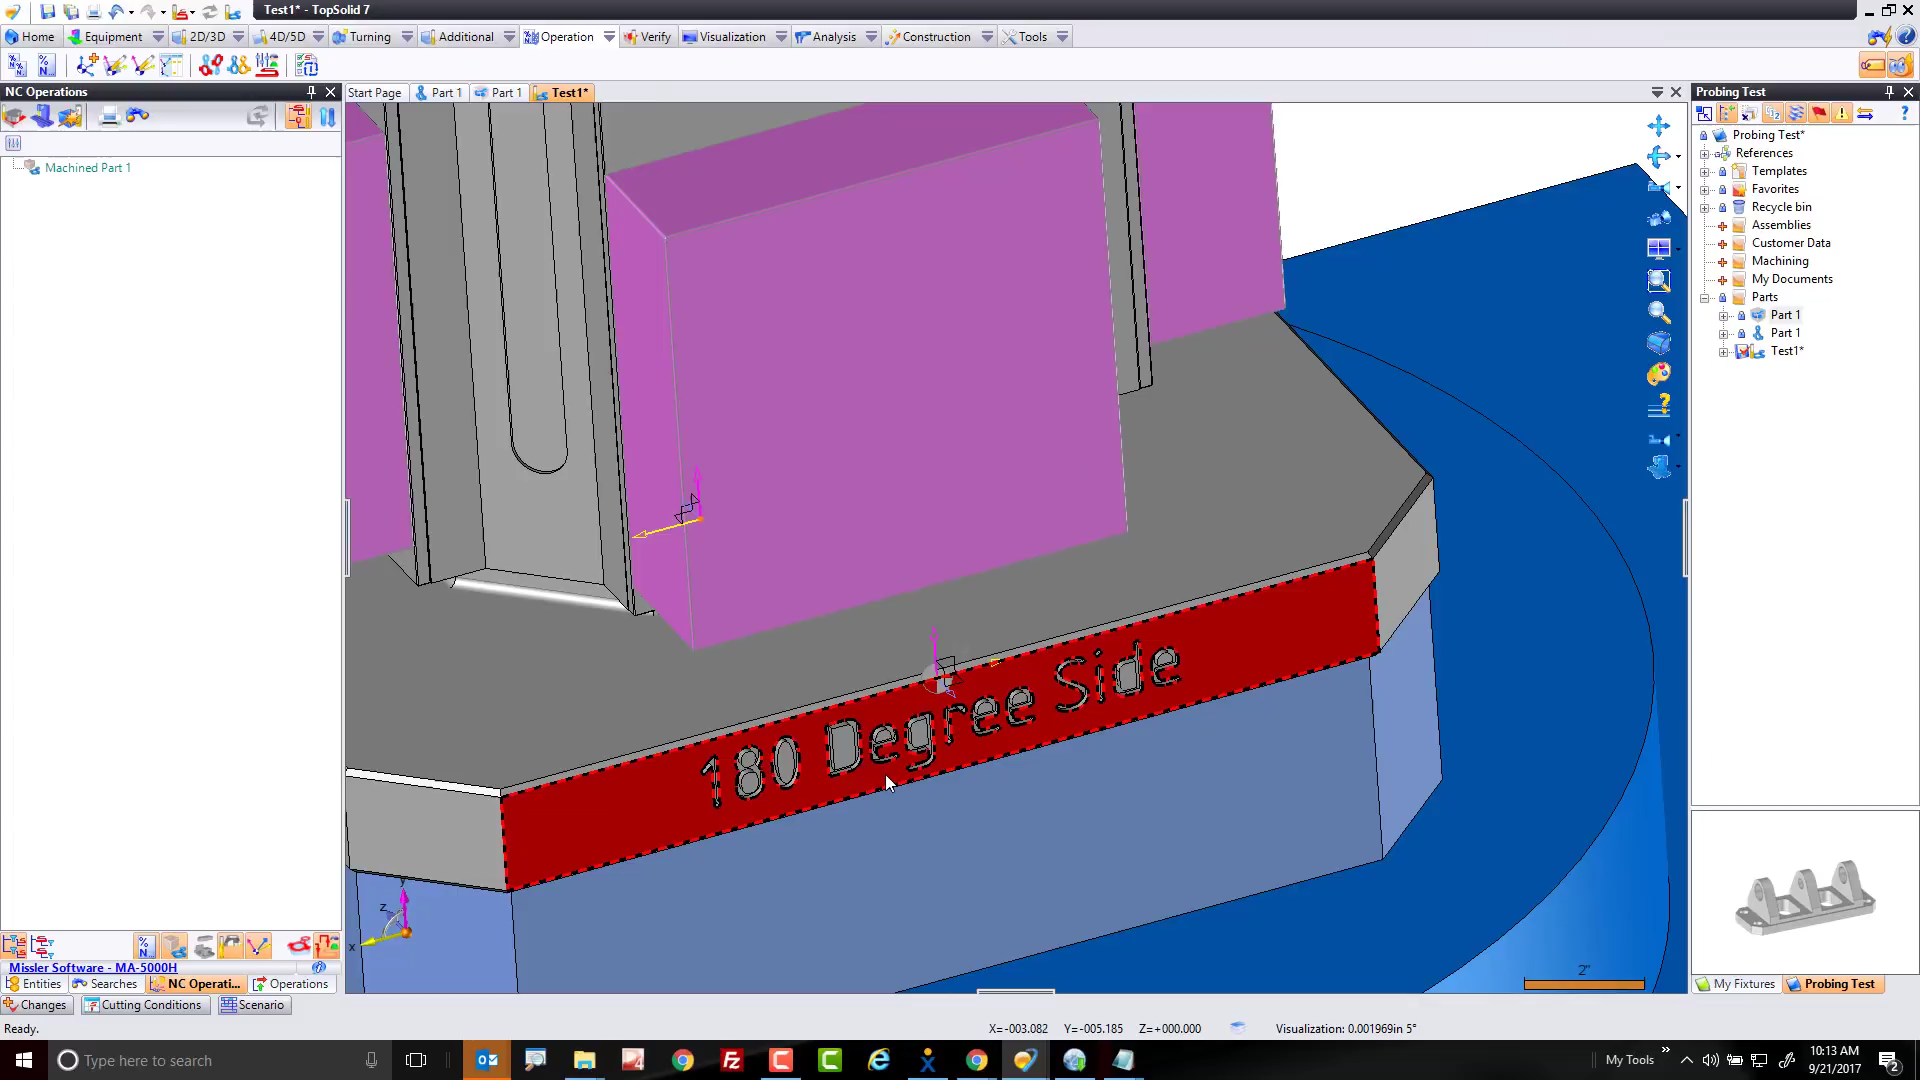 Test1* - TopSolid 7
Home Equipment 2D/3D 4D/5D Turning Additional Operation Verify Visualization Analysis Construction Tools
NC Operations
Start Page Part 1 Part 1 Test1*
Probing Test
Machined Part 1
Probing Test*
References
Templates
Favorites
Recycle bin
Assemblies
Customer Data
Machining
My Documents
Parts
Part 1
Part 1
Test1*
180 Degree Side
y
z
x
2"
Missler Software - MA-5000H
Entities Searches NC Operati... Operations
My Fixtures Probing Test
Changes Cutting Conditions Scenario
Ready.
X=-003.082 Y=-005.185 Z=+000.000 Visualization: 0.001969in 5°
Type here to search
My Tools
10:13 AM
9/21/2017
2